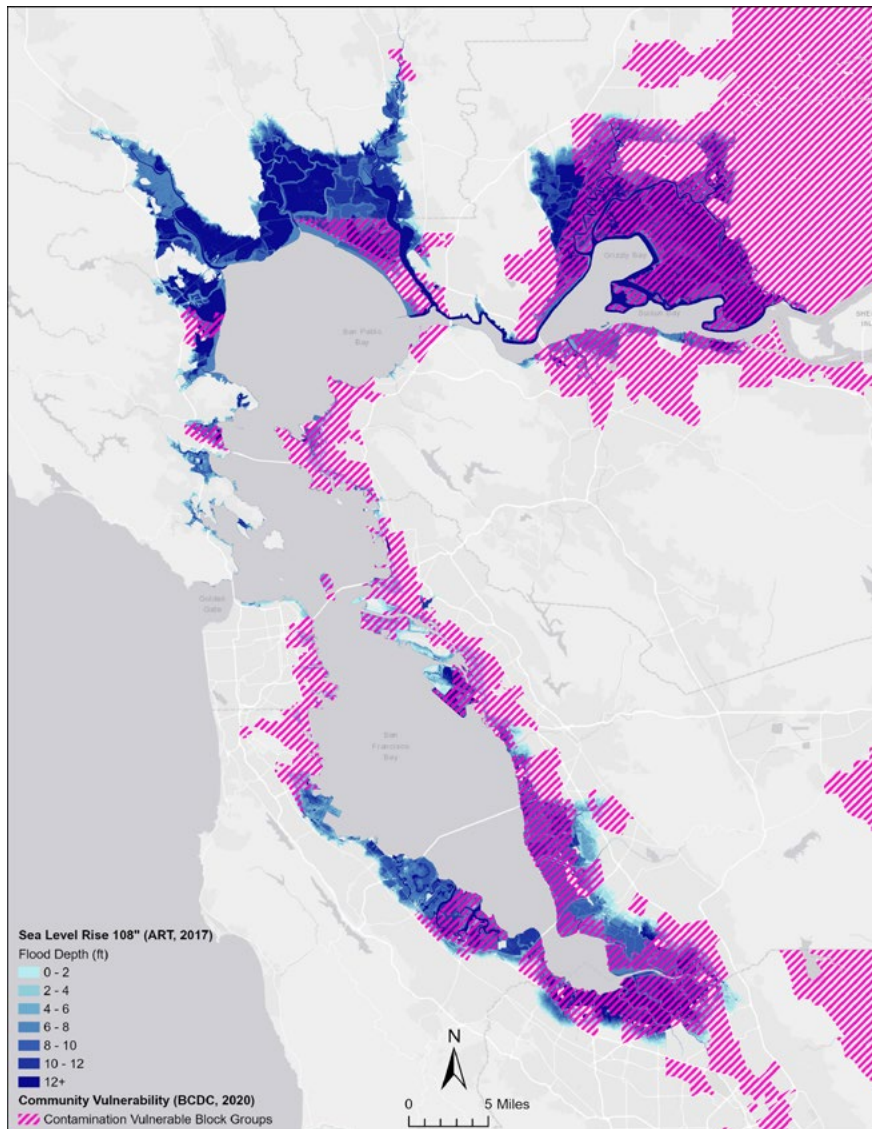 Grizzly Bay
Suisun Bay
SHE
San Pablo
Bay
Golden
Gate
San
Francisco
Bay
Sea Level Rise 108" (ART, 2017)
Flood Depth (ft)
0 - 2
2 - 4
4 - 6
6 - 8
8 - 10
10 - 12
12+
Community Vulnerability (BCDC, 2020)
Contamination Vulnerable Block Groups
N
0 5 Miles